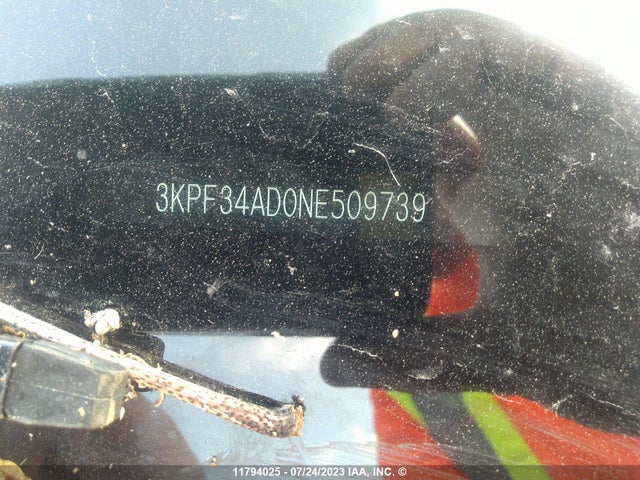 3KPF34AD0NE509739
11794025 - 07/24/2023 IAA, INC. ©